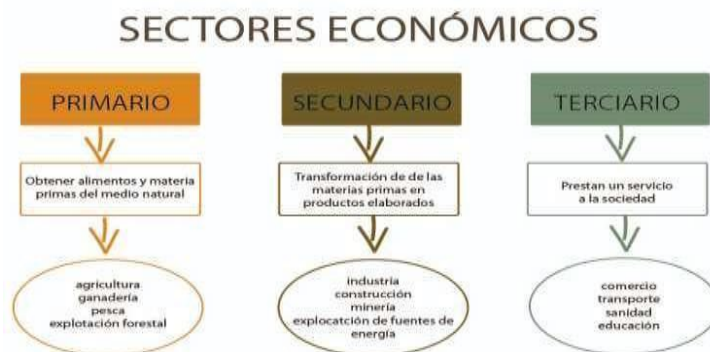 SECTORES ECONÓMICOS
PRIMARIO
Obtener alimentos y materia
primas del medio natural
agricultura
ganadería
pesca
explotación forestal
SECUNDARIO
Transformación de de las
materias primas en
productos elaborados
industria
construcción
minería
explocatción de fuentes de
energía
TERCIARIO
Prestan un servicio
a la sociedad
comercio
transporte
sanidad
educación